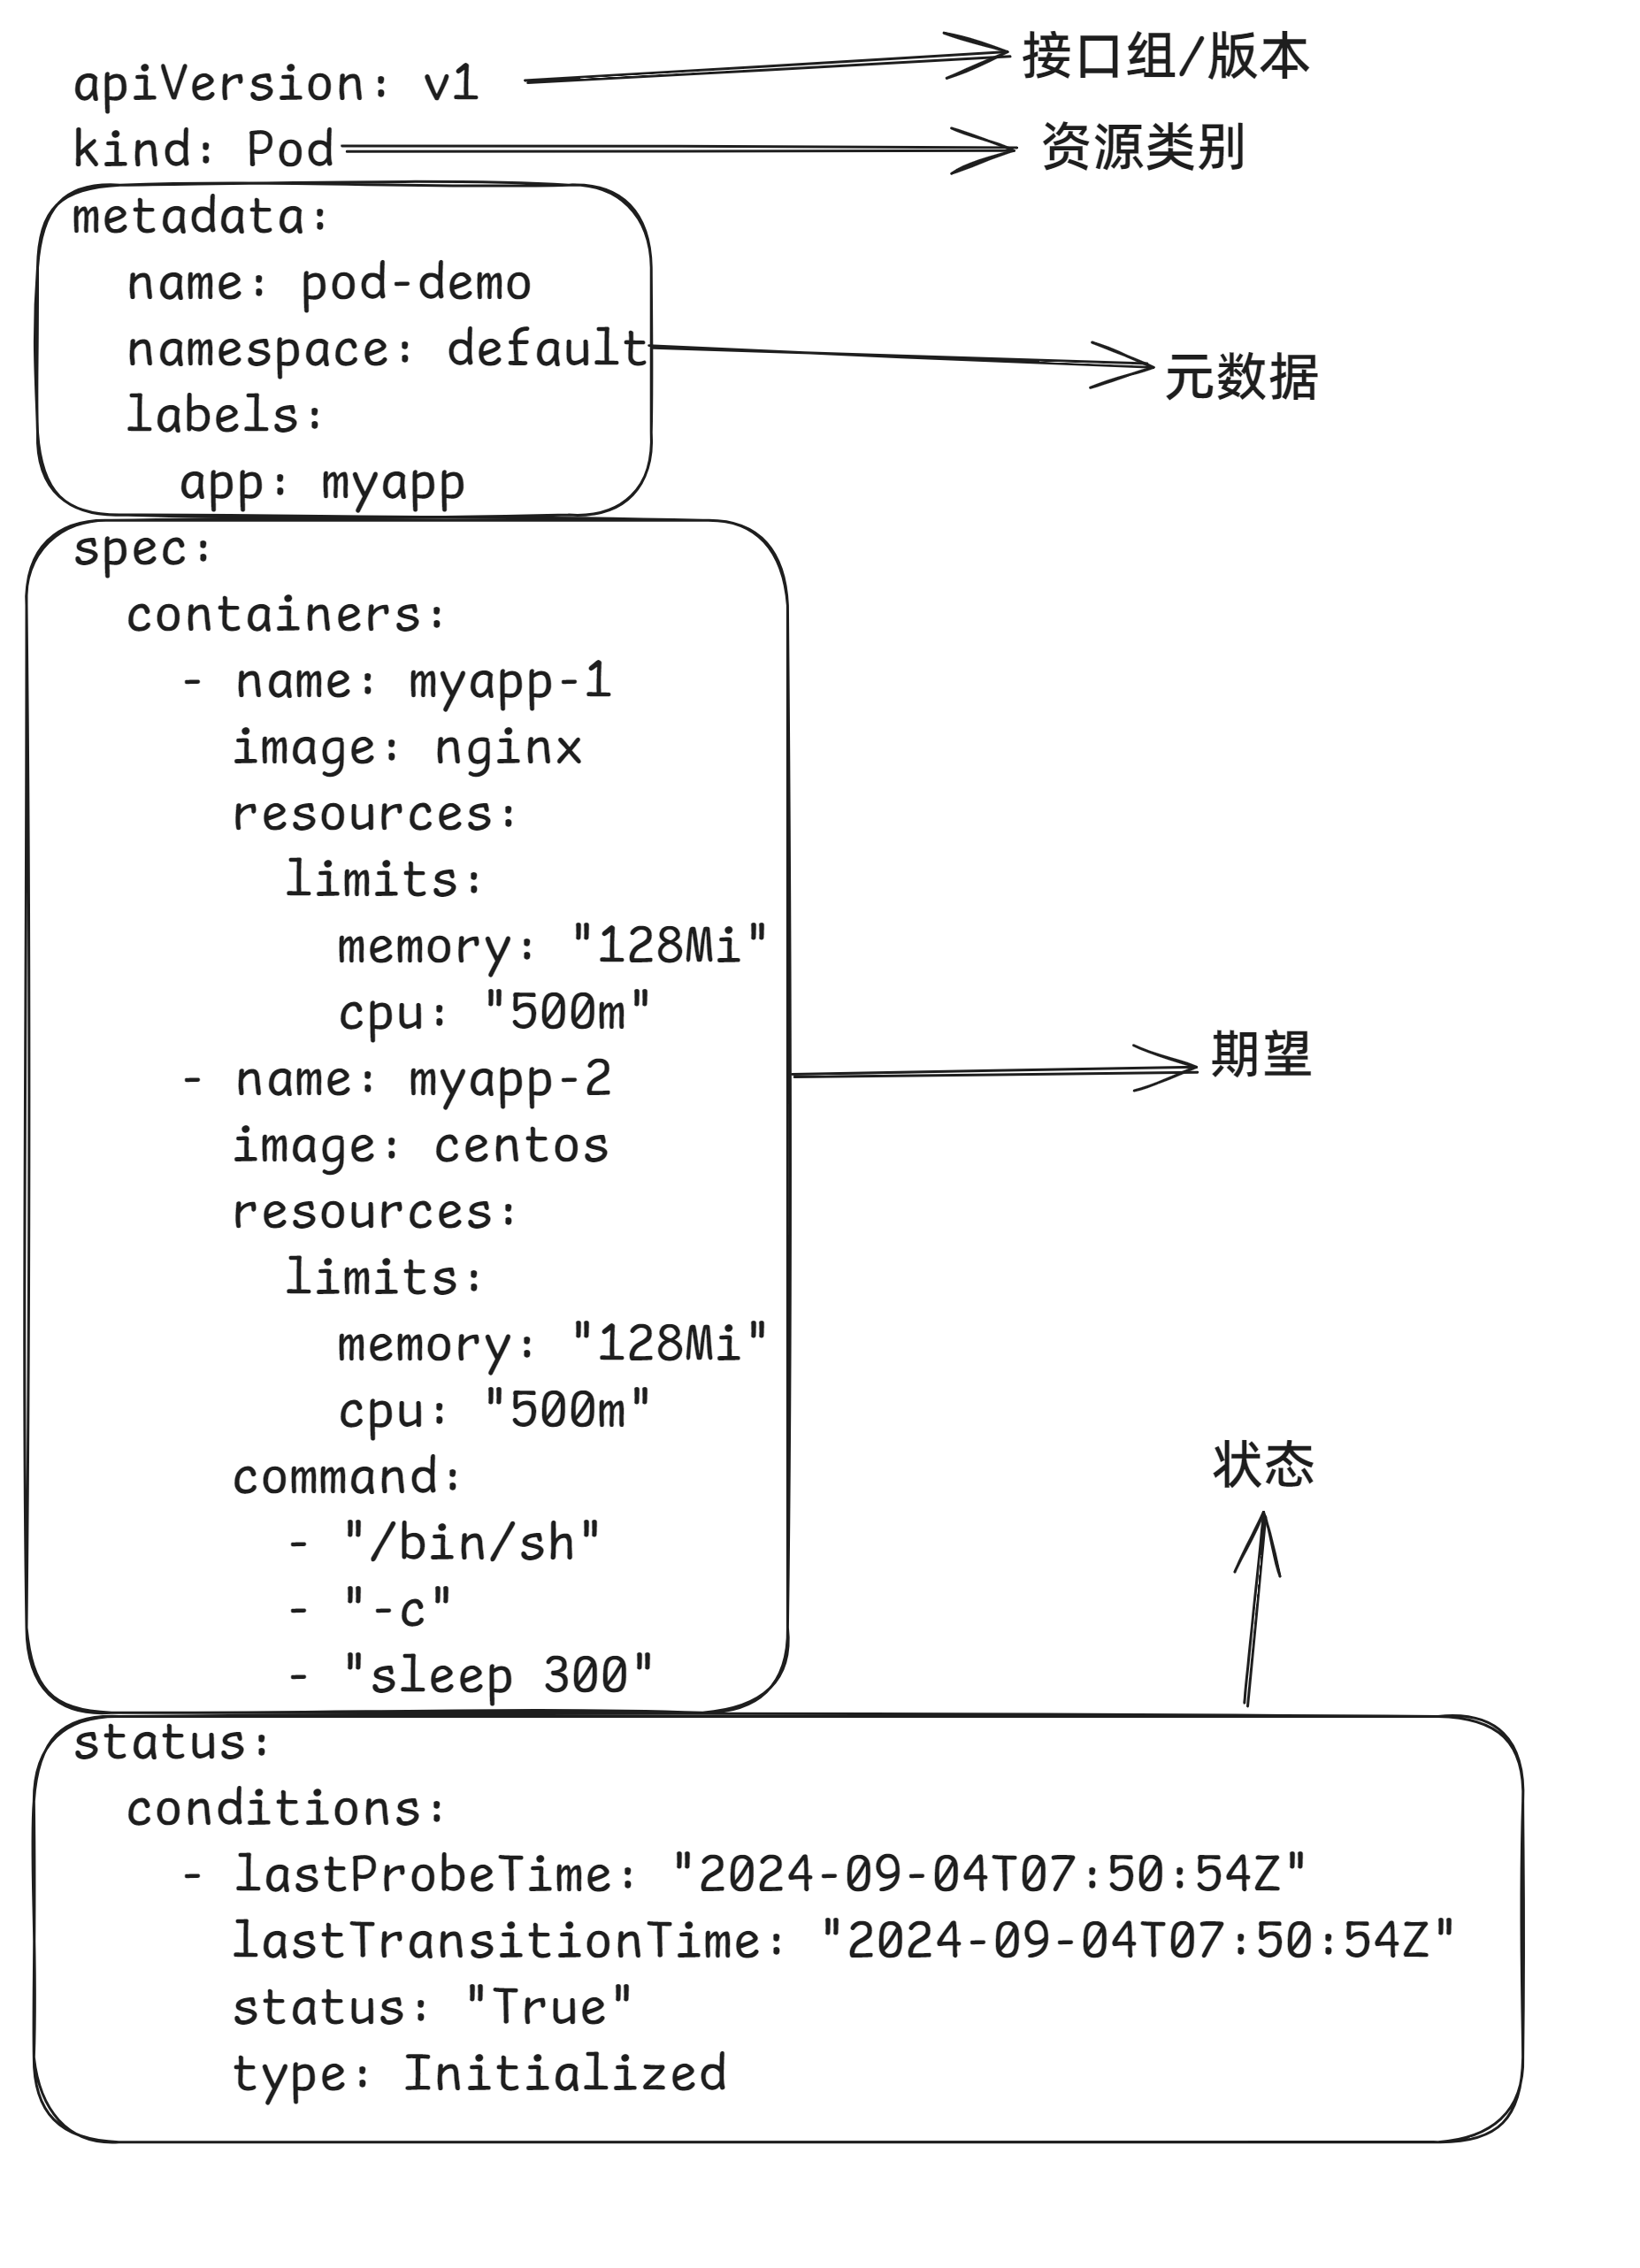 apiVersion: v1
接口组/版本
kind: Pod
资源类别
metadata:
  name: pod-demo
  namespace: default
元数据
  labels:
    app: myapp
spec:
  containers:
    - name: myapp-1
      image: nginx
      resources:
        limits:
          memory: "128Mi"
          cpu: "500m"
    - name: myapp-2
期望
      image: centos
      resources:
        limits:
          memory: "128Mi"
          cpu: "500m"
      command:
        - "/bin/sh"
        - "-c"
        - "sleep 300"
状态
status:
  conditions:
    - lastProbeTime: "2024-09-04T07:50:54Z"
      lastTransitionTime: "2024-09-04T07:50:54Z"
      status: "True"
      type: Initialized